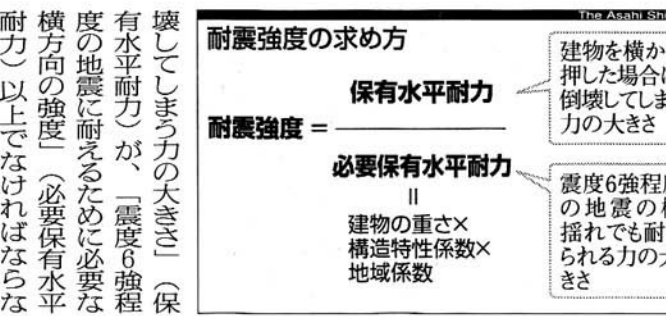 The Asahi Sh
耐震強度の求め方
耐震強度＝
保有水平耐力
必要保有水平耐力
＝
建物の重さ×
構造特性係数×
地域係数
建物を横か
押した場合に
倒壊してしま
力の大きさ
震度6強程度
の地震の横
揺れでも耐
られる力の大
きさ
壊してしまう力の大きさ」（保
有水平耐力）が、「震度6強程
度の地震に耐えるために必要な
横方向の強度」（必要保有水平
耐力）以上でなければならな